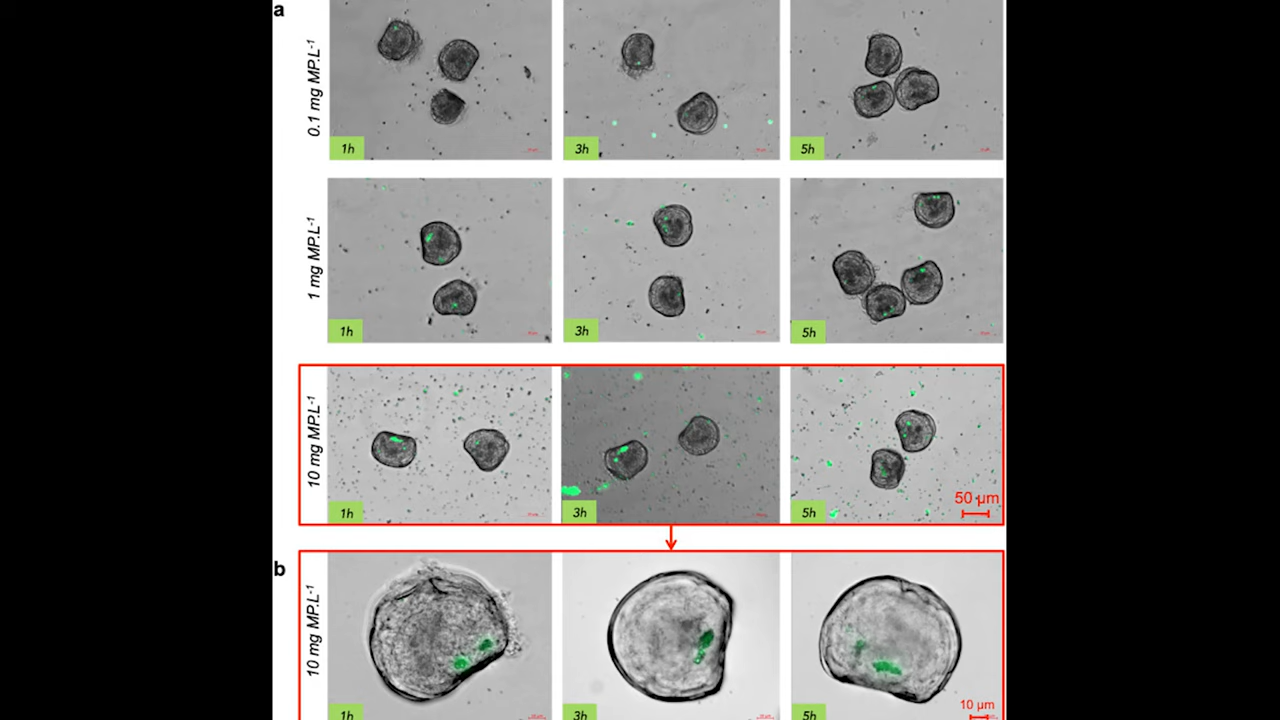 a
0.1 mg MP.L-1
1h
3h
5h
1 mg MP.L-1
1h
3h
5h
10 mg MP.L-1
1h
3h
5h
50 µm
b
10 mg MP.L-1
1h
3h
5h
10 µm